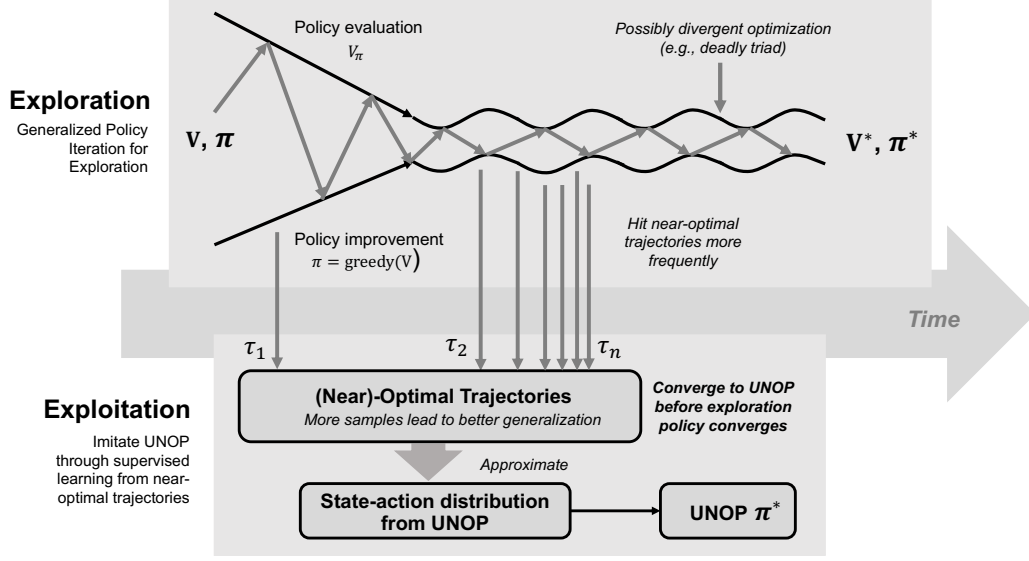 Policy evaluation
V_π
Possibly divergent optimization
(e.g., deadly triad)
Exploration
Generalized Policy
Iteration for
Exploration
V, π
V*, π*
Policy improvement
π = greedy(V)
Hit near-optimal
trajectories more
frequently
Time
τ₁
τ₂
τₙ
(Near)-Optimal Trajectories
More samples lead to better generalization
Converge to UNOP
before exploration
policy converges
Exploitation
Imitate UNOP
through supervised
learning from near-
optimal trajectories
Approximate
State-action distribution
from UNOP
UNOP π*